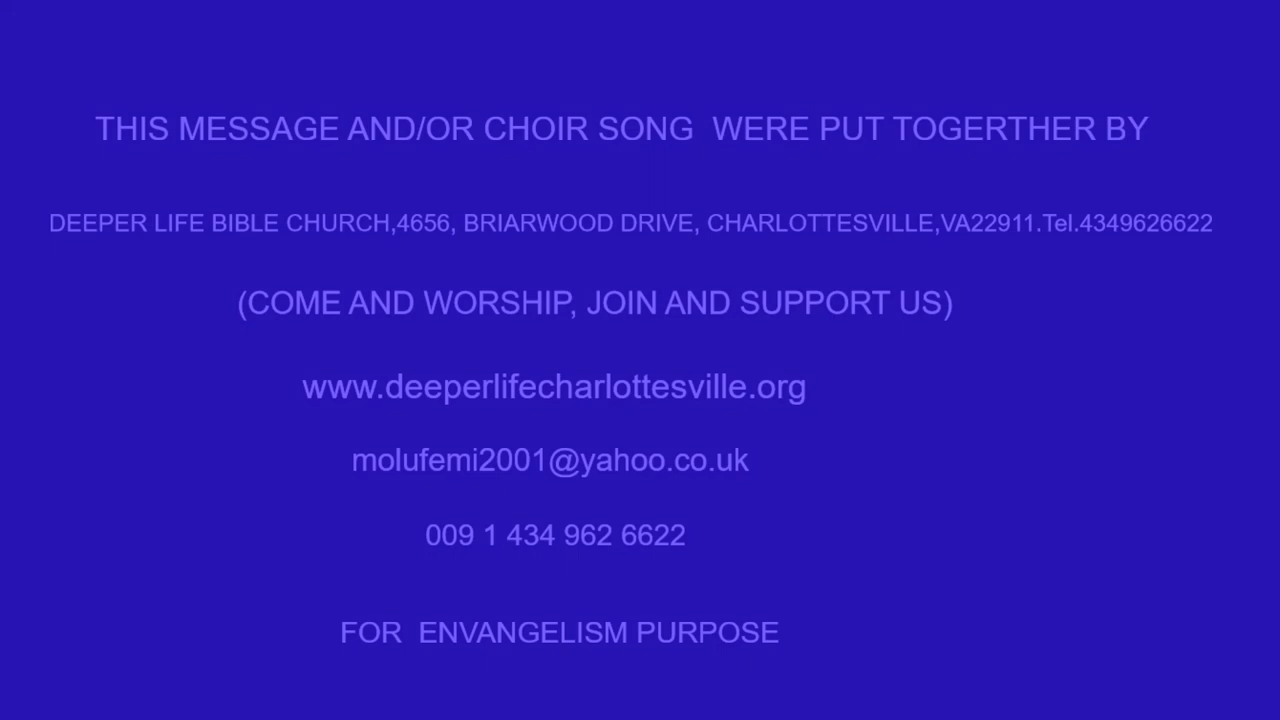 THIS MESSAGE AND/OR CHOIR SONG  WERE PUT TOGERTHER BY
DEEPER LIFE BIBLE CHURCH,4656, BRIARWOOD DRIVE, CHARLOTTESVILLE,VA22911.Tel.4349626622
(COME AND WORSHIP, JOIN AND SUPPORT US)
www.deeperlifecharlottesville.org
molufemi2001@yahoo.co.uk
009 1 434 962 6622
FOR  ENVANGELISM PURPOSE